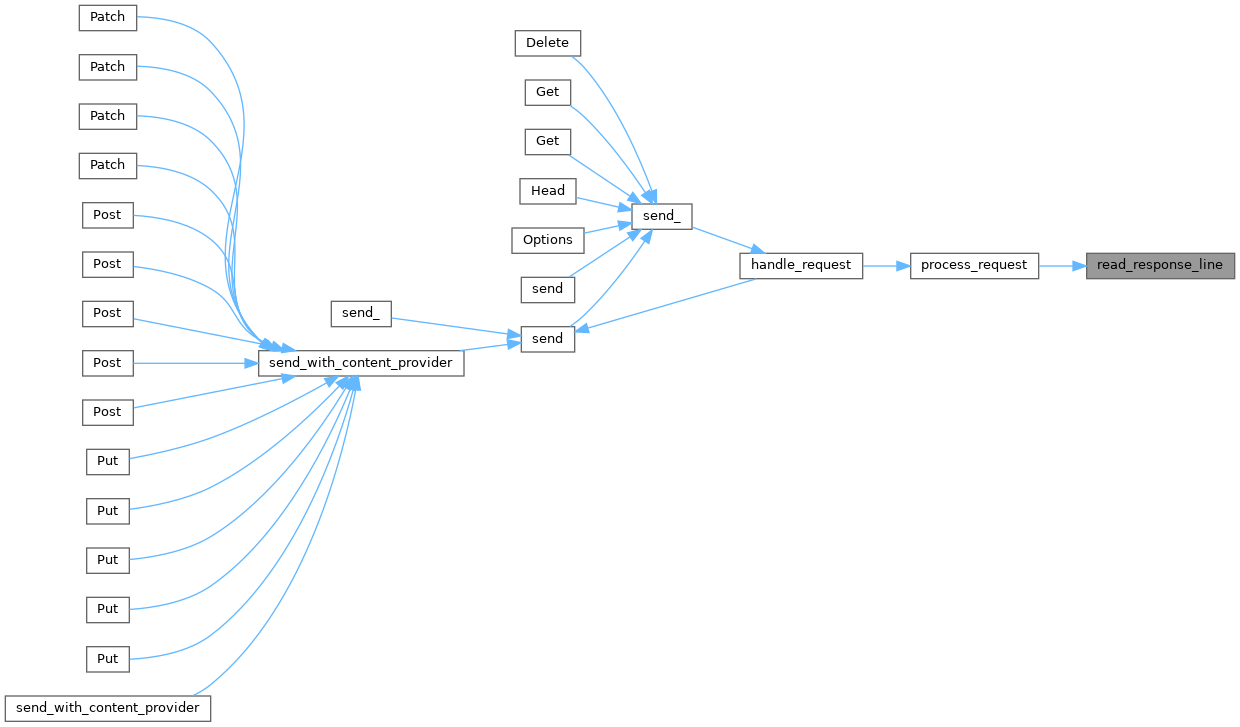 Patch
Patch
Patch
Patch
Post
Post
Post
Post
Post
Put
Put
Put
Put
Put
send_with_content_provider
send_
send_with_content_provider
Delete
Get
Get
Head
Options
send
send
send_
handle_request
process_request
read_response_line